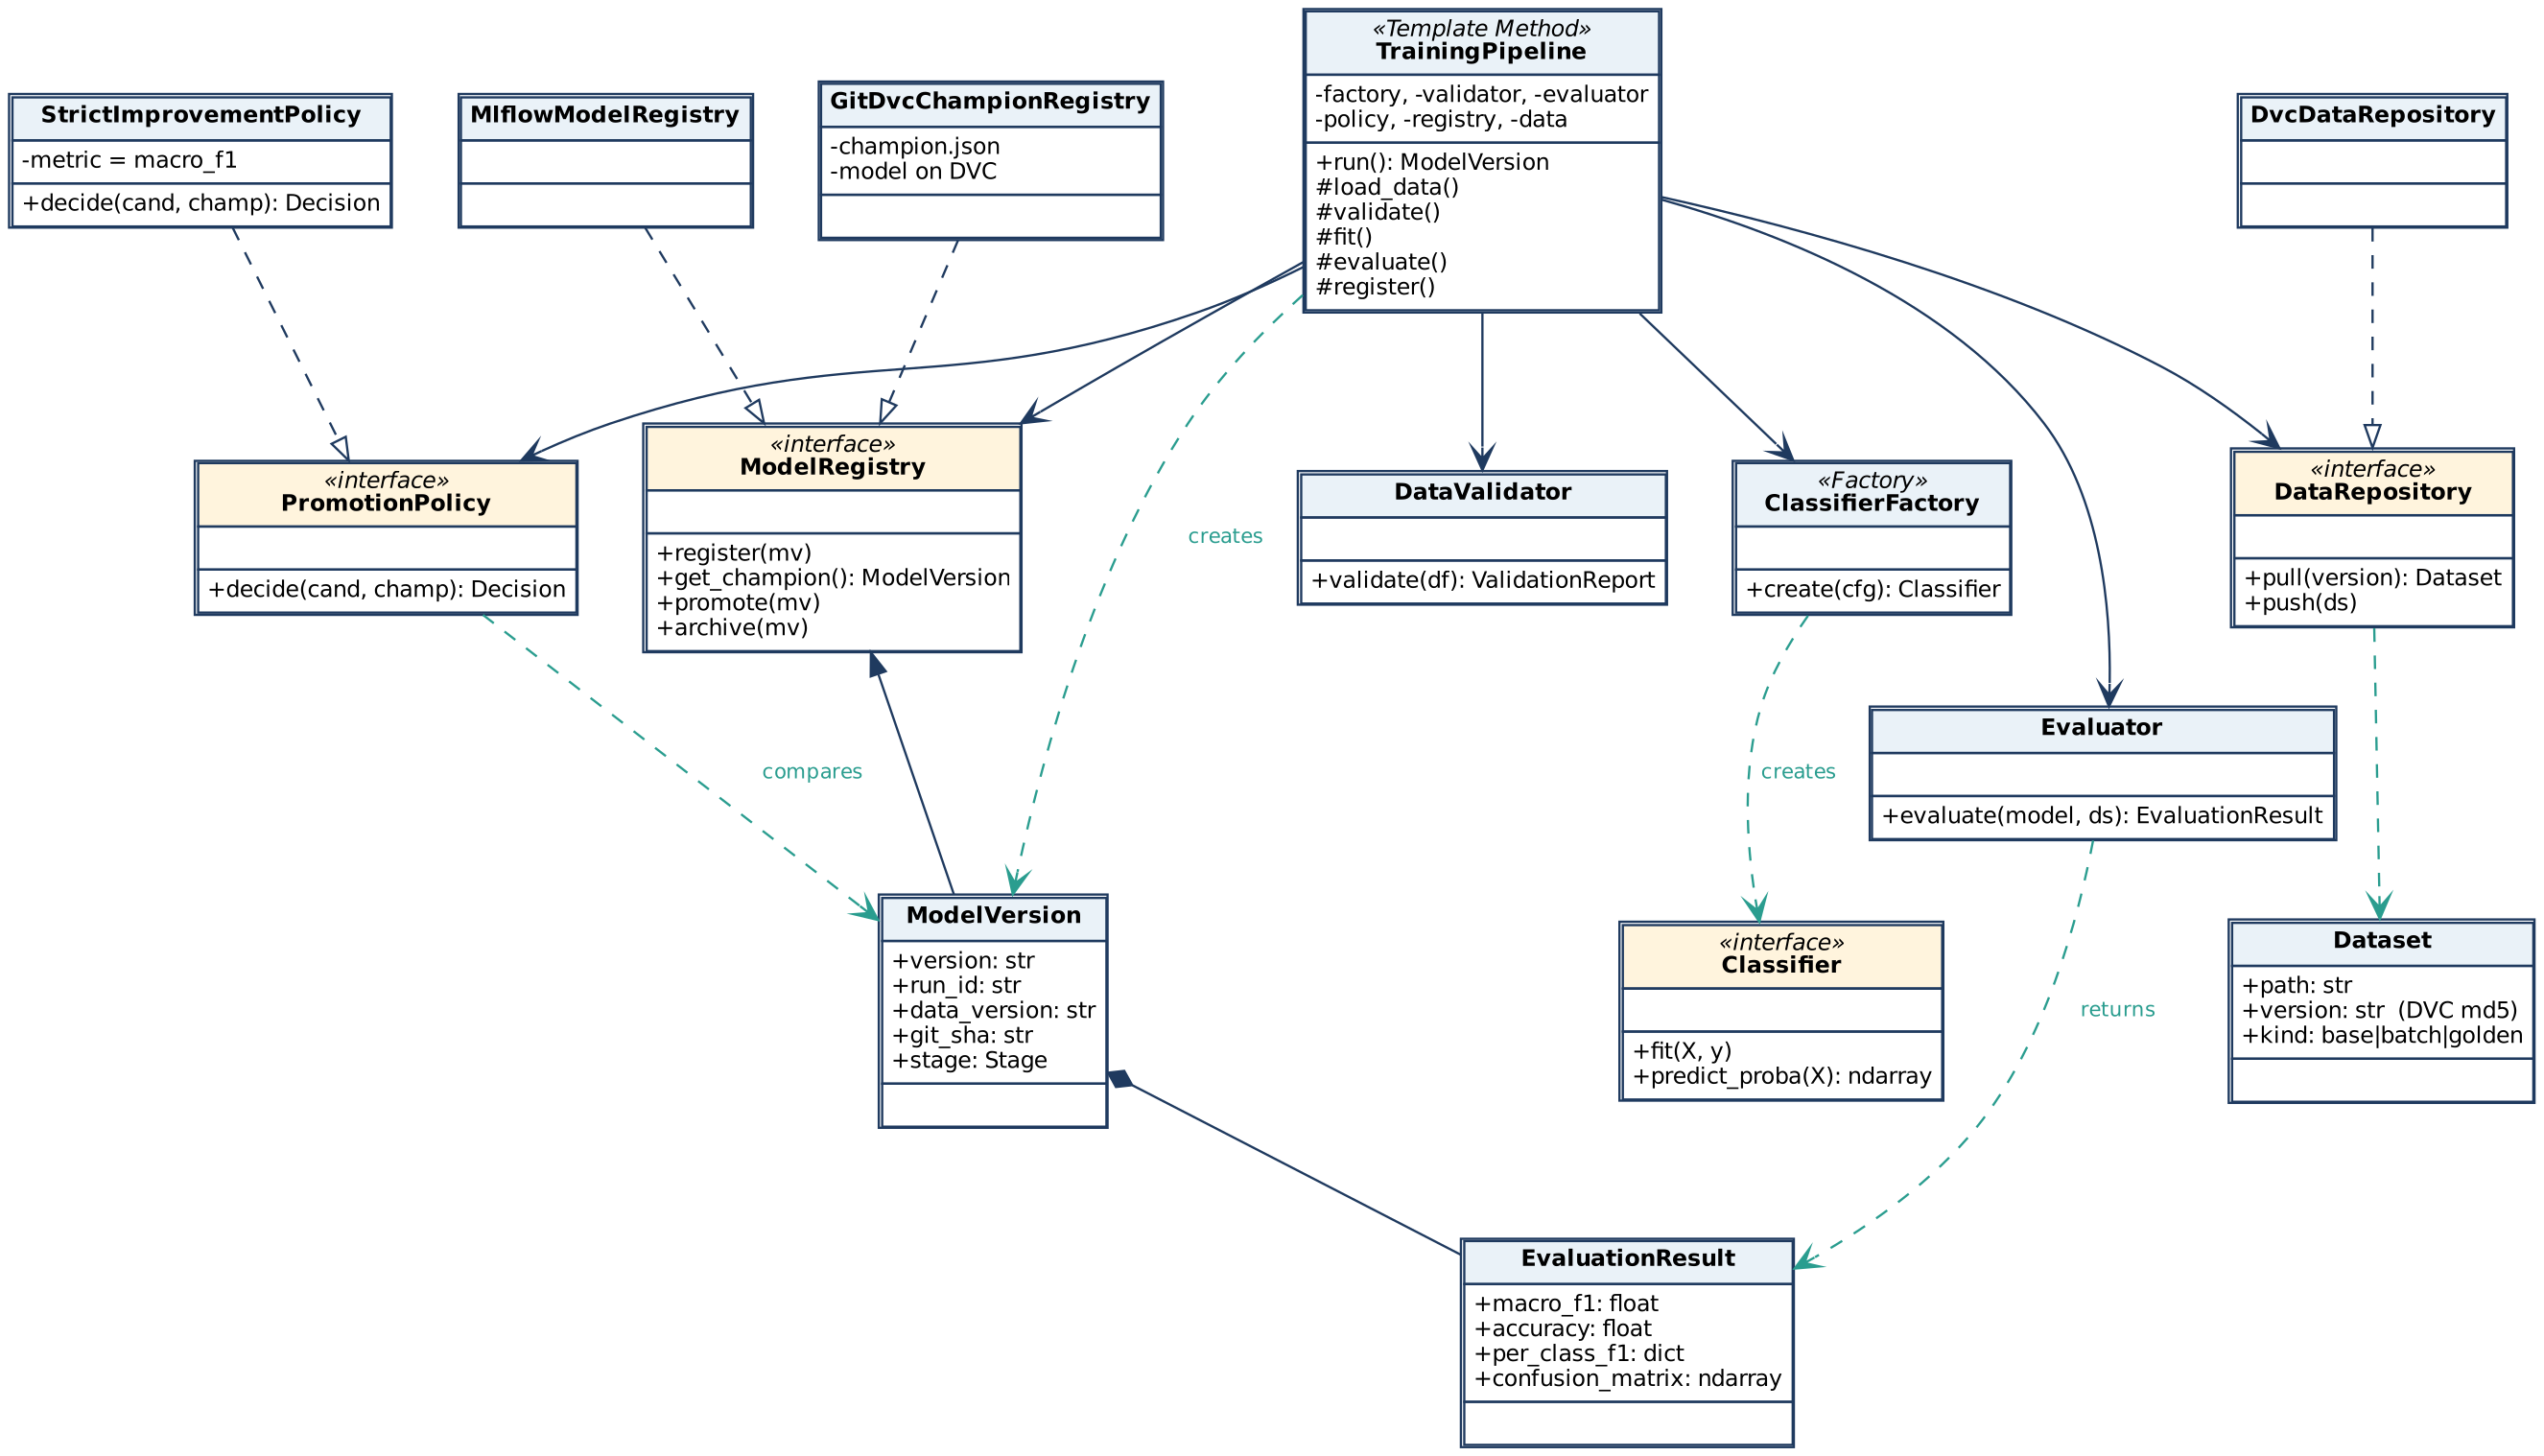 «Template Method»
TrainingPipeline
-factory, -validator, -evaluator
-policy, -registry, -data
+run(): ModelVersion
#load_data()
#validate()
#fit()
#evaluate()
#register()
StrictImprovementPolicy
-metric = macro_f1
+decide(cand, champ): Decision
MlflowModelRegistry
GitDvcChampionRegistry
-champion.json
-model on DVC
DvcDataRepository
«interface»
PromotionPolicy
+decide(cand, champ): Decision
«interface»
ModelRegistry
+register(mv)
+get_champion(): ModelVersion
+promote(mv)
+archive(mv)
creates
DataValidator
+validate(df): ValidationReport
«Factory»
ClassifierFactory
+create(cfg): Classifier
«interface»
DataRepository
+pull(version): Dataset
+push(ds)
compares
creates
Evaluator
+evaluate(model, ds): EvaluationResult
ModelVersion
+version: str
+run_id: str
+data_version: str
+git_sha: str
+stage: Stage
«interface»
Classifier
+fit(X, y)
+predict_proba(X): ndarray
returns
Dataset
+path: str
+version: str  (DVC md5)
+kind: base|batch|golden
EvaluationResult
+macro_f1: float
+accuracy: float
+per_class_f1: dict
+confusion_matrix: ndarray